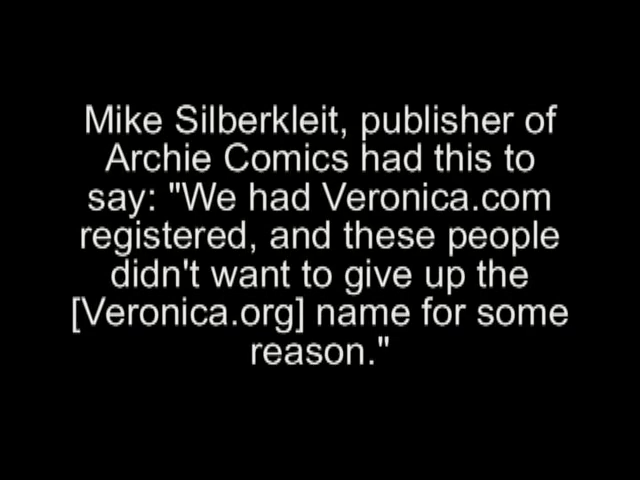 Mike Silberkleit, publisher of
Archie Comics had this to
say: "We had Veronica.com
registered, and these people
didn't want to give up the
[Veronica.org] name for some
reason."